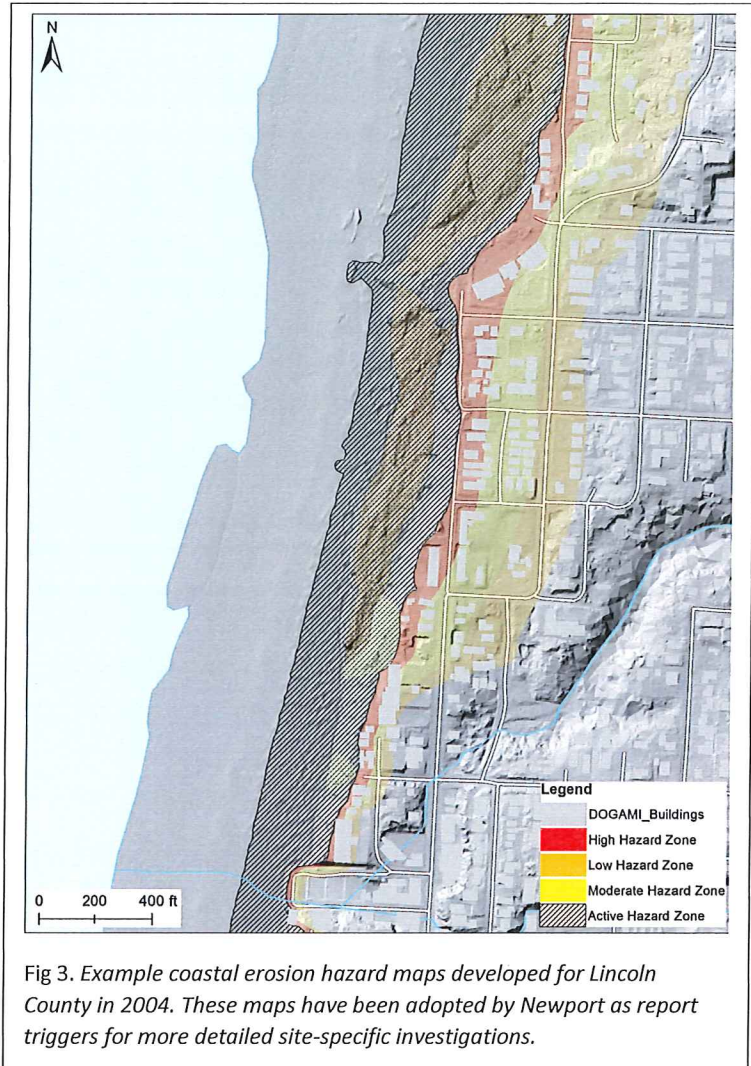 N
Legend
DOGAMI_Buildings
High Hazard Zone
Low Hazard Zone
Moderate Hazard Zone
Active Hazard Zone
0 200 400 ft
Fig 3. Example coastal erosion hazard maps developed for Lincoln
County in 2004. These maps have been adopted by Newport as report
triggers for more detailed site-specific investigations.